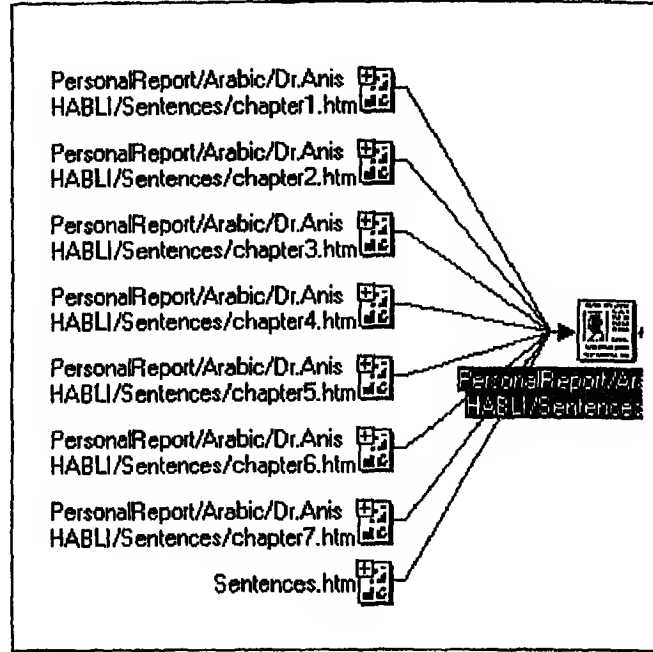 PersonalReport/Arabic/Dr.Anis
HABLI/Sentences/chapter1.htm
PersonalReport/Arabic/Dr.Anis
HABLI/Sentences/chapter2.htm
PersonalReport/Arabic/Dr.Anis
HABLI/Sentences/chapter3.htm
PersonalReport/Arabic/Dr.Anis
HABLI/Sentences/chapter4.htm
PersonalReport/Arabic/Dr.Anis
HABLI/Sentences/chapter5.htm
PersonalReport/Arabic/Dr.Anis
HABLI/Sentences/chapter6.htm
PersonalReport/Arabic/Dr.Anis
HABLI/Sentences/chapter7.htm
Sentences.htm
PersonalReport/Ar
HABLI/Sentences